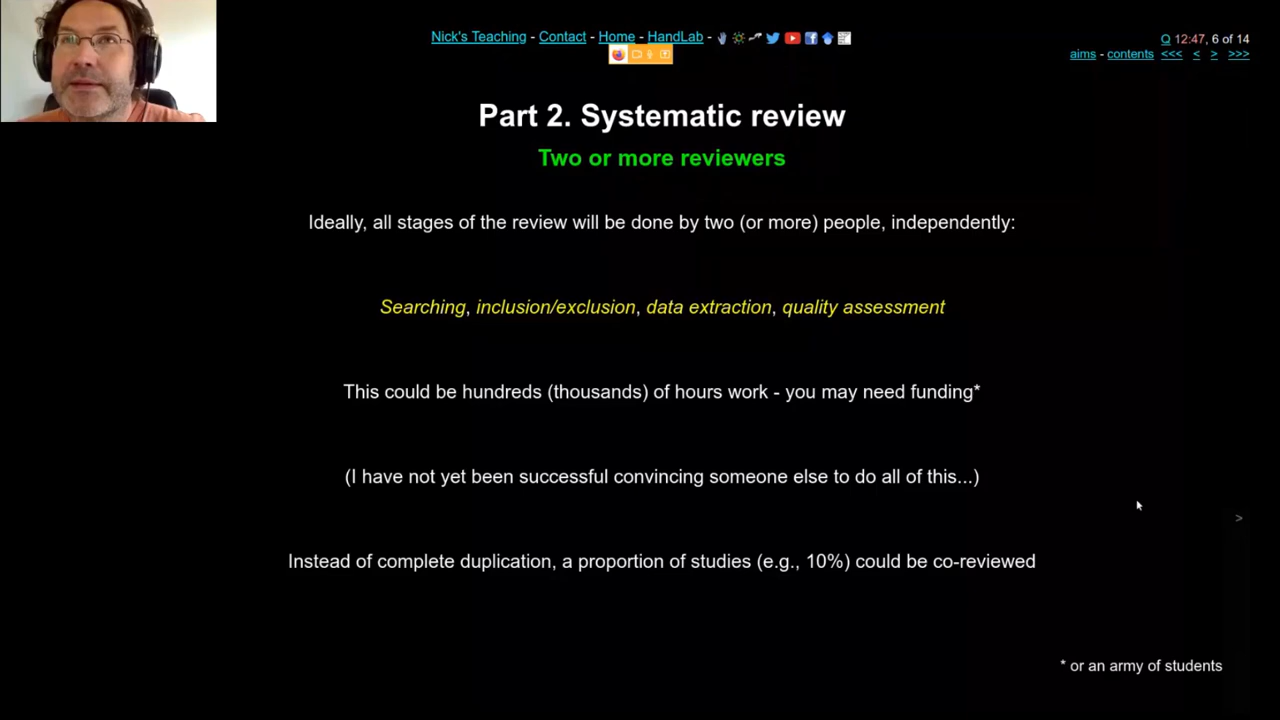 Nick's Teaching - Contact - Home - HandLab -
Q 12:47, 6 of 14
aims - contents <<< < > >>>
Part 2. Systematic review
Two or more reviewers
Ideally, all stages of the review will be done by two (or more) people, independently:
Searching, inclusion/exclusion, data extraction, quality assessment
This could be hundreds (thousands) of hours work - you may need funding*
(I have not yet been successful convincing someone else to do all of this...)
>
Instead of complete duplication, a proportion of studies (e.g., 10%) could be co-reviewed
* or an army of students